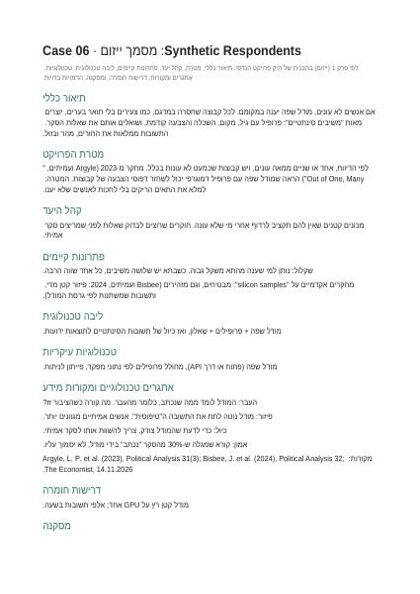 Case 06 · מסמך ייזום: Synthetic Respondents
לפי פרק 1 (ייזום) בתבנית של תיק פרויקט הנדסי: תיאור כללי, מטרה, קהל יעד, פתרונות קיימים, ליבה טכנולוגית, טכנולוגיות,
אתגרים ומקורות, דרישות חומרה, ומסקנה. הדמויות בדויות
תיאור כללי
אם אנשים לא עונים, מודל שפה יענה במקומם. לכל קבוצה שחסרה במדגם, כמו צעירים בלי תואר בערים, יוצרים
מאות "משיבים סינתטיים": פרופיל עם גיל, מקום, השכלה והצבעה קודמת, ושואלים אותם את שאלות הסקר.
התשובות ממלאות את החורים, מהר ובזול.
מטרת הפרויקט
לפי הדיווח, אחד או שניים ממאה עונים, ויש קבוצות שכמעט לא עונות בכלל. מחקר מ-2023 (Argyle ועמיתים, "
Out of One, Many") הראה שמודל שפה עם פרופיל דמוגרפי יכול לשחזר דפוסי הצבעה של קבוצות. המטרה:
למלא את התאים הריקים בלי לחכות לאנשים שלא יענו.
קהל היעד
מכונים קטנים שאין להם תקציב לרדוף אחרי מי שלא עונה. חוקרים שרוצים לבדוק שאלות לפני שמריצים סקר
אמיתי.
פתרונות קיימים
שקלול: נותן למי שענה מהתא משקל גבוה. כשבתא יש שלושה משיבים, כל אחד שווה הרבה.
מחקרים אקדמיים על "silicon samples": מבטיחים, וגם מזהירים (Bisbee ועמיתים, 2024: פיזור קטן מדי,
ותשובות שמשתנות לפי גרסת המודל).
ליבה טכנולוגית
מודל שפה + פרופילים + שאלון, ואז כיול של תשובות הסינתטיים לתוצאות ידועות.
טכנולוגיות עיקריות
מודל שפה (פתוח או דרך API), מחולל פרופילים לפי נתוני מפקד, פייתון לניתוח.
אתגרים טכנולוגיים ומקורות מידע
העבר: המודל לומד ממה שנכתב, כלומר מהעבר. מה קורה כשהציבור זז?
פיזור: מודל נוטה לתת את התשובה ה"טיפוסית". אנשים אמיתיים מגוונים יותר.
כיול: כדי לדעת שהמודל צודק, צריך להשוות אותו לסקר אמיתי.
אמון: קורא שמגלה ש-30% מהסקר "נכתב" בידי מודל, לא יסמוך עליו.
מקורות: Argyle, L. P. et al. (2023), Political Analysis 31(3); Bisbee, J. et al. (2024), Political Analysis 32;
The Economist, 14.11.2026.
דרישות חומרה
מודל קטן רץ על GPU אחד; אלפי תשובות בשעה.
מסקנה